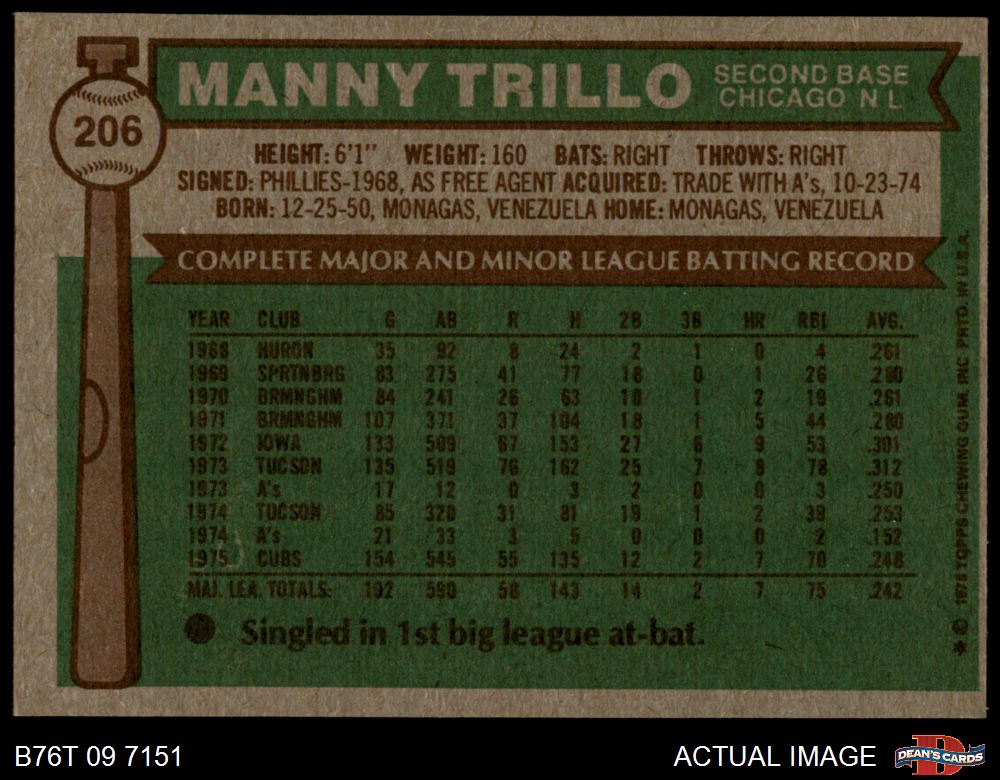 206
MANNY TRILLO
SECOND BASE
CHICAGO N L
HEIGHT: 6'1" WEIGHT: 160 BATS: RIGHT THROWS: RIGHT
SIGNED: PHILLIES-1968, AS FREE AGENT ACQUIRED: TRADE WITH A's, 10-23-74
BORN: 12-25-50, MONAGAS, VENEZUELA HOME: MONAGAS, VENEZUELA
COMPLETE MAJOR AND MINOR LEAGUE BATTING RECORD
YEAR CLUB G AB R H 2B 3B HR RBI AVG.
1968 HURON 35 92 8 24 2 1 0 4 .261
1969 SPRTNBRG 83 275 41 77 18 0 1 26 .280
1970 BRMNGHM 84 241 26 63 10 1 2 19 .261
1971 BRMNGHM 107 371 37 104 18 1 5 44 .280
1972 IOWA 133 509 67 153 27 6 9 53 .301
1973 TUCSON 135 519 76 162 25 7 8 78 .312
1973 A's 17 12 0 3 2 0 0 3 .250
1974 TUCSON 85 320 31 81 19 1 2 39 .253
1974 A's 21 33 3 5 0 0 0 2 .152
1975 CUBS 154 545 55 135 12 2 7 70 .248
MAJ. LEA. TOTALS: 192 590 58 143 14 2 7 75 .242
Singled in 1st big league at-bat.
* © 1976 TOPPS CHEWING GUM, INC PRTD. IN U.S.A.
B76T 09 7151
ACTUAL IMAGE
D
DEAN'S CARDS